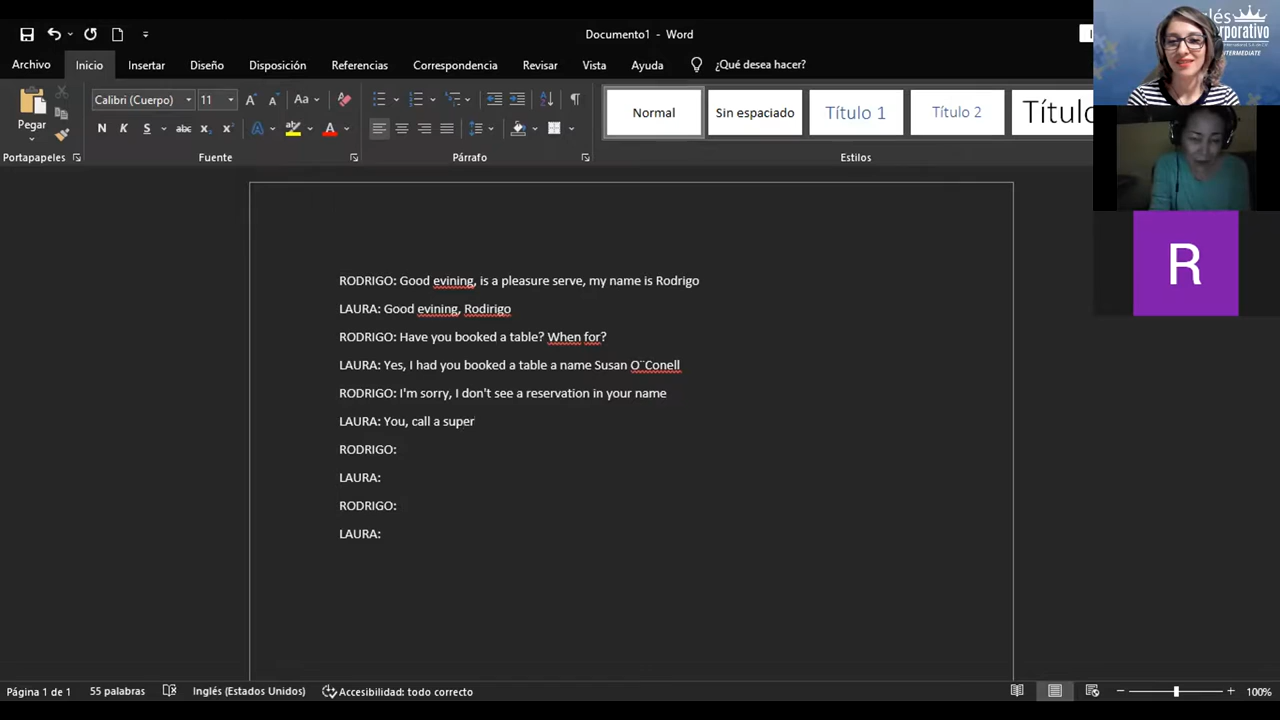 Documento1 - Word
Archivo Inicio Insertar Diseño Disposición Referencias Correspondencia Revisar Vista Ayuda ¿Qué desea hacer?
Pegar Calibri (Cuerpo) 11 Normal Sin espaciado Título 1 Título 2 Título
Portapapeles Fuente Párrafo Estilos
RODRIGO: Good evining, is a pleasure serve, my name is Rodrigo
LAURA: Good evining, Rodirigo
RODRIGO: Have you booked a table? When for?
LAURA: Yes, I had you booked a table a name Susan O¨Conell
RODRIGO: I'm sorry, I don't see a reservation in your name
LAURA: You, call a super
RODRIGO:
LAURA:
RODRIGO:
LAURA:
Página 1 de 1 55 palabras Inglés (Estados Unidos) Accesibilidad: todo correcto 100%
R